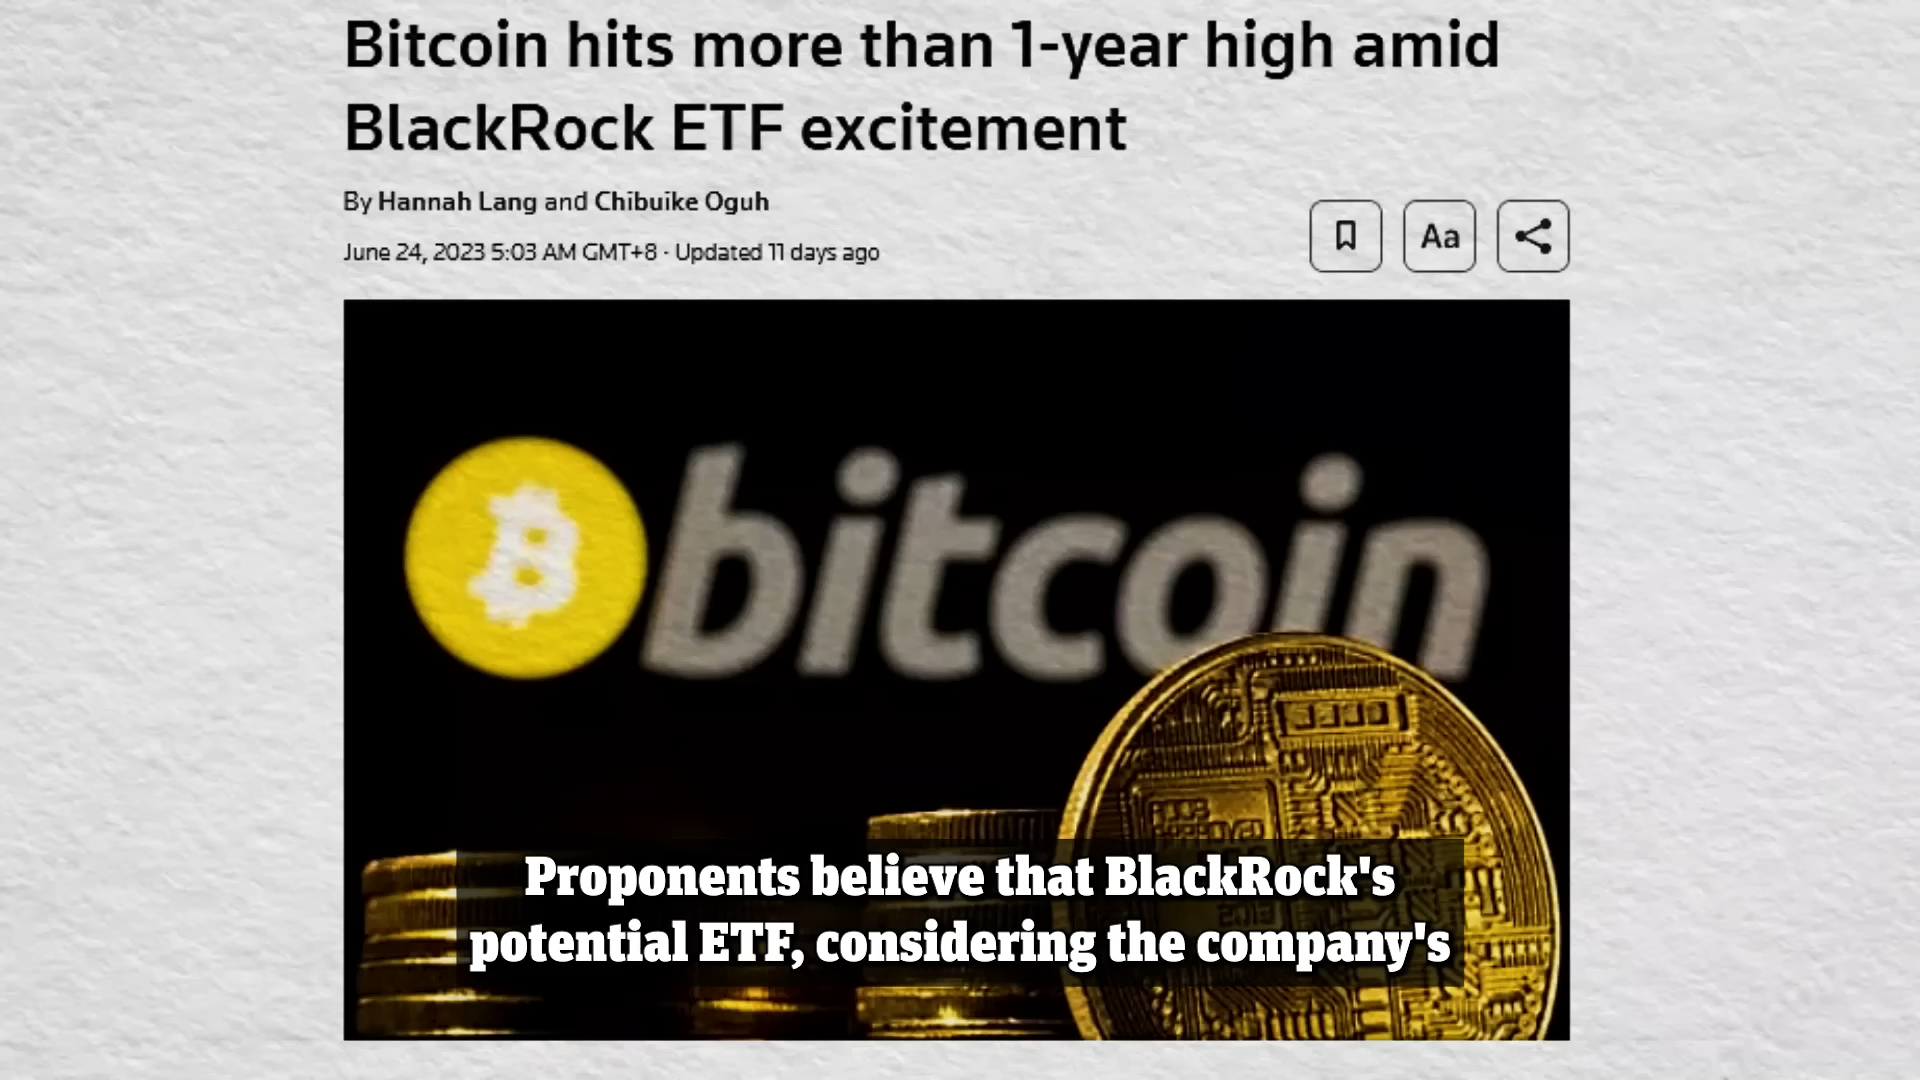 Bitcoin hits more than 1-year high amid
BlackRock ETF excitement
By Hannah Lang and Chibuike Oguh
June 24, 2023 5:03 AM GMT+8 · Updated 11 days ago
Aa
bitcoin
Proponents believe that BlackRock's
potential ETF, considering the company's